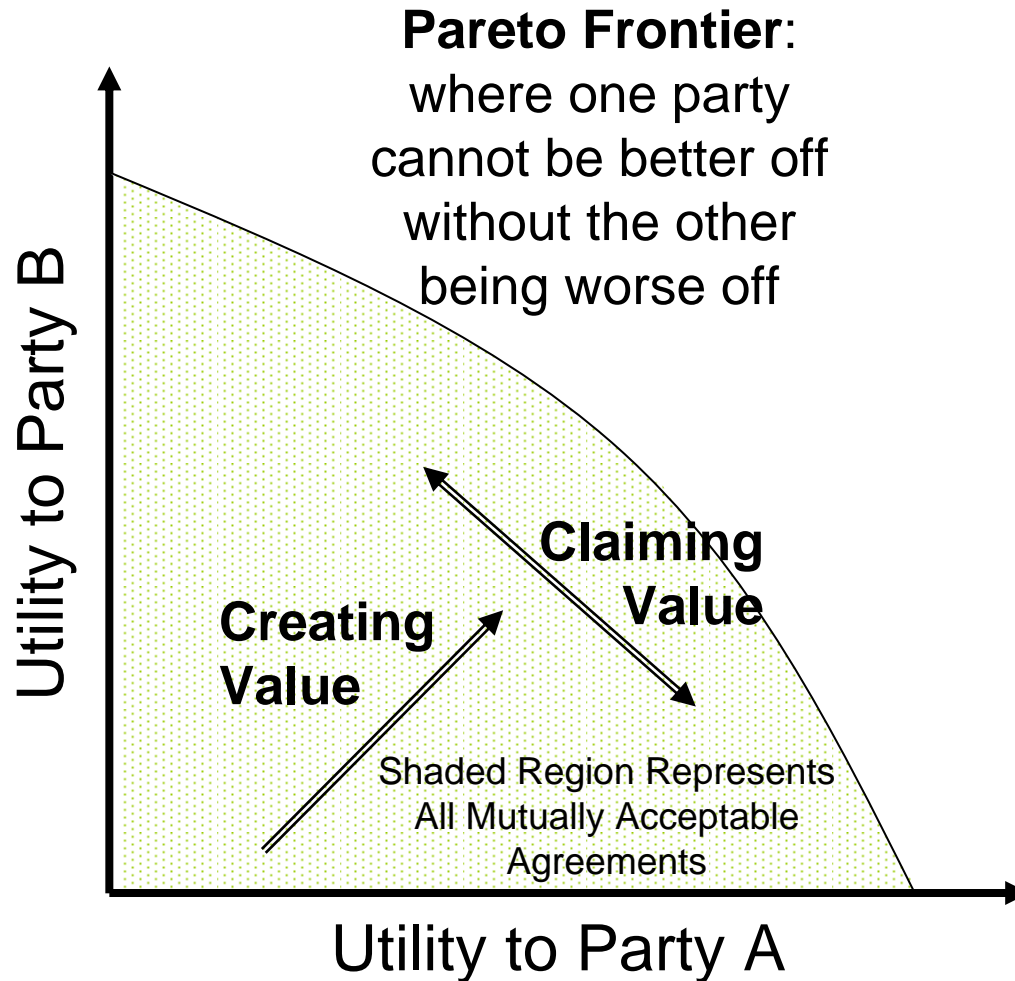 Pareto Frontier:
where one party
cannot be better off
without the other
being worse off
Utility to Party B
Claiming
Value
Creating
Value
Shaded Region Represents
All Mutually Acceptable
Agreements
Utility to Party A